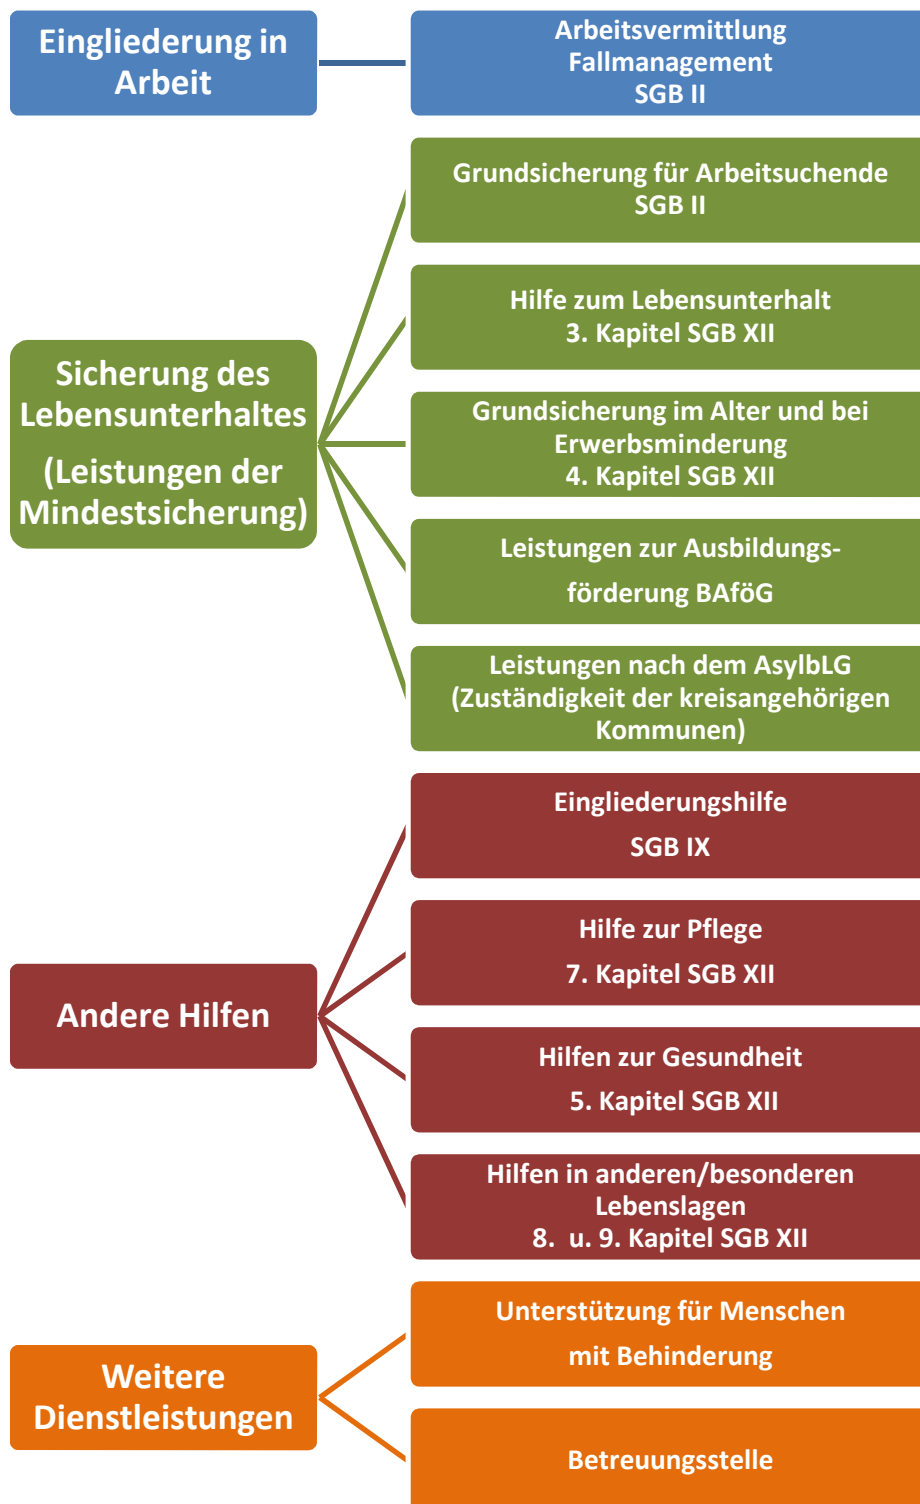 Eingliederung in
Arbeit
Arbeitsvermittlung
Fallmanagement
SGB II
Sicherung des
Lebensunterhaltes
(Leistungen der
Mindestsicherung)
Grundsicherung für Arbeitsuchende
SGB II
Hilfe zum Lebensunterhalt
3. Kapitel SGB XII
Grundsicherung im Alter und bei
Erwerbsminderung
4. Kapitel SGB XII
Leistungen zur Ausbildungs-
förderung BAföG
Leistungen nach dem AsylbLG
(Zuständigkeit der kreisangehörigen
Kommunen)
Andere Hilfen
Eingliederungshilfe
SGB IX
Hilfe zur Pflege
7. Kapitel SGB XII
Hilfen zur Gesundheit
5. Kapitel SGB XII
Hilfen in anderen/besonderen
Lebenslagen
8. u. 9. Kapitel SGB XII
Weitere
Dienstleistungen
Unterstützung für Menschen
mit Behinderung
Betreuungsstelle